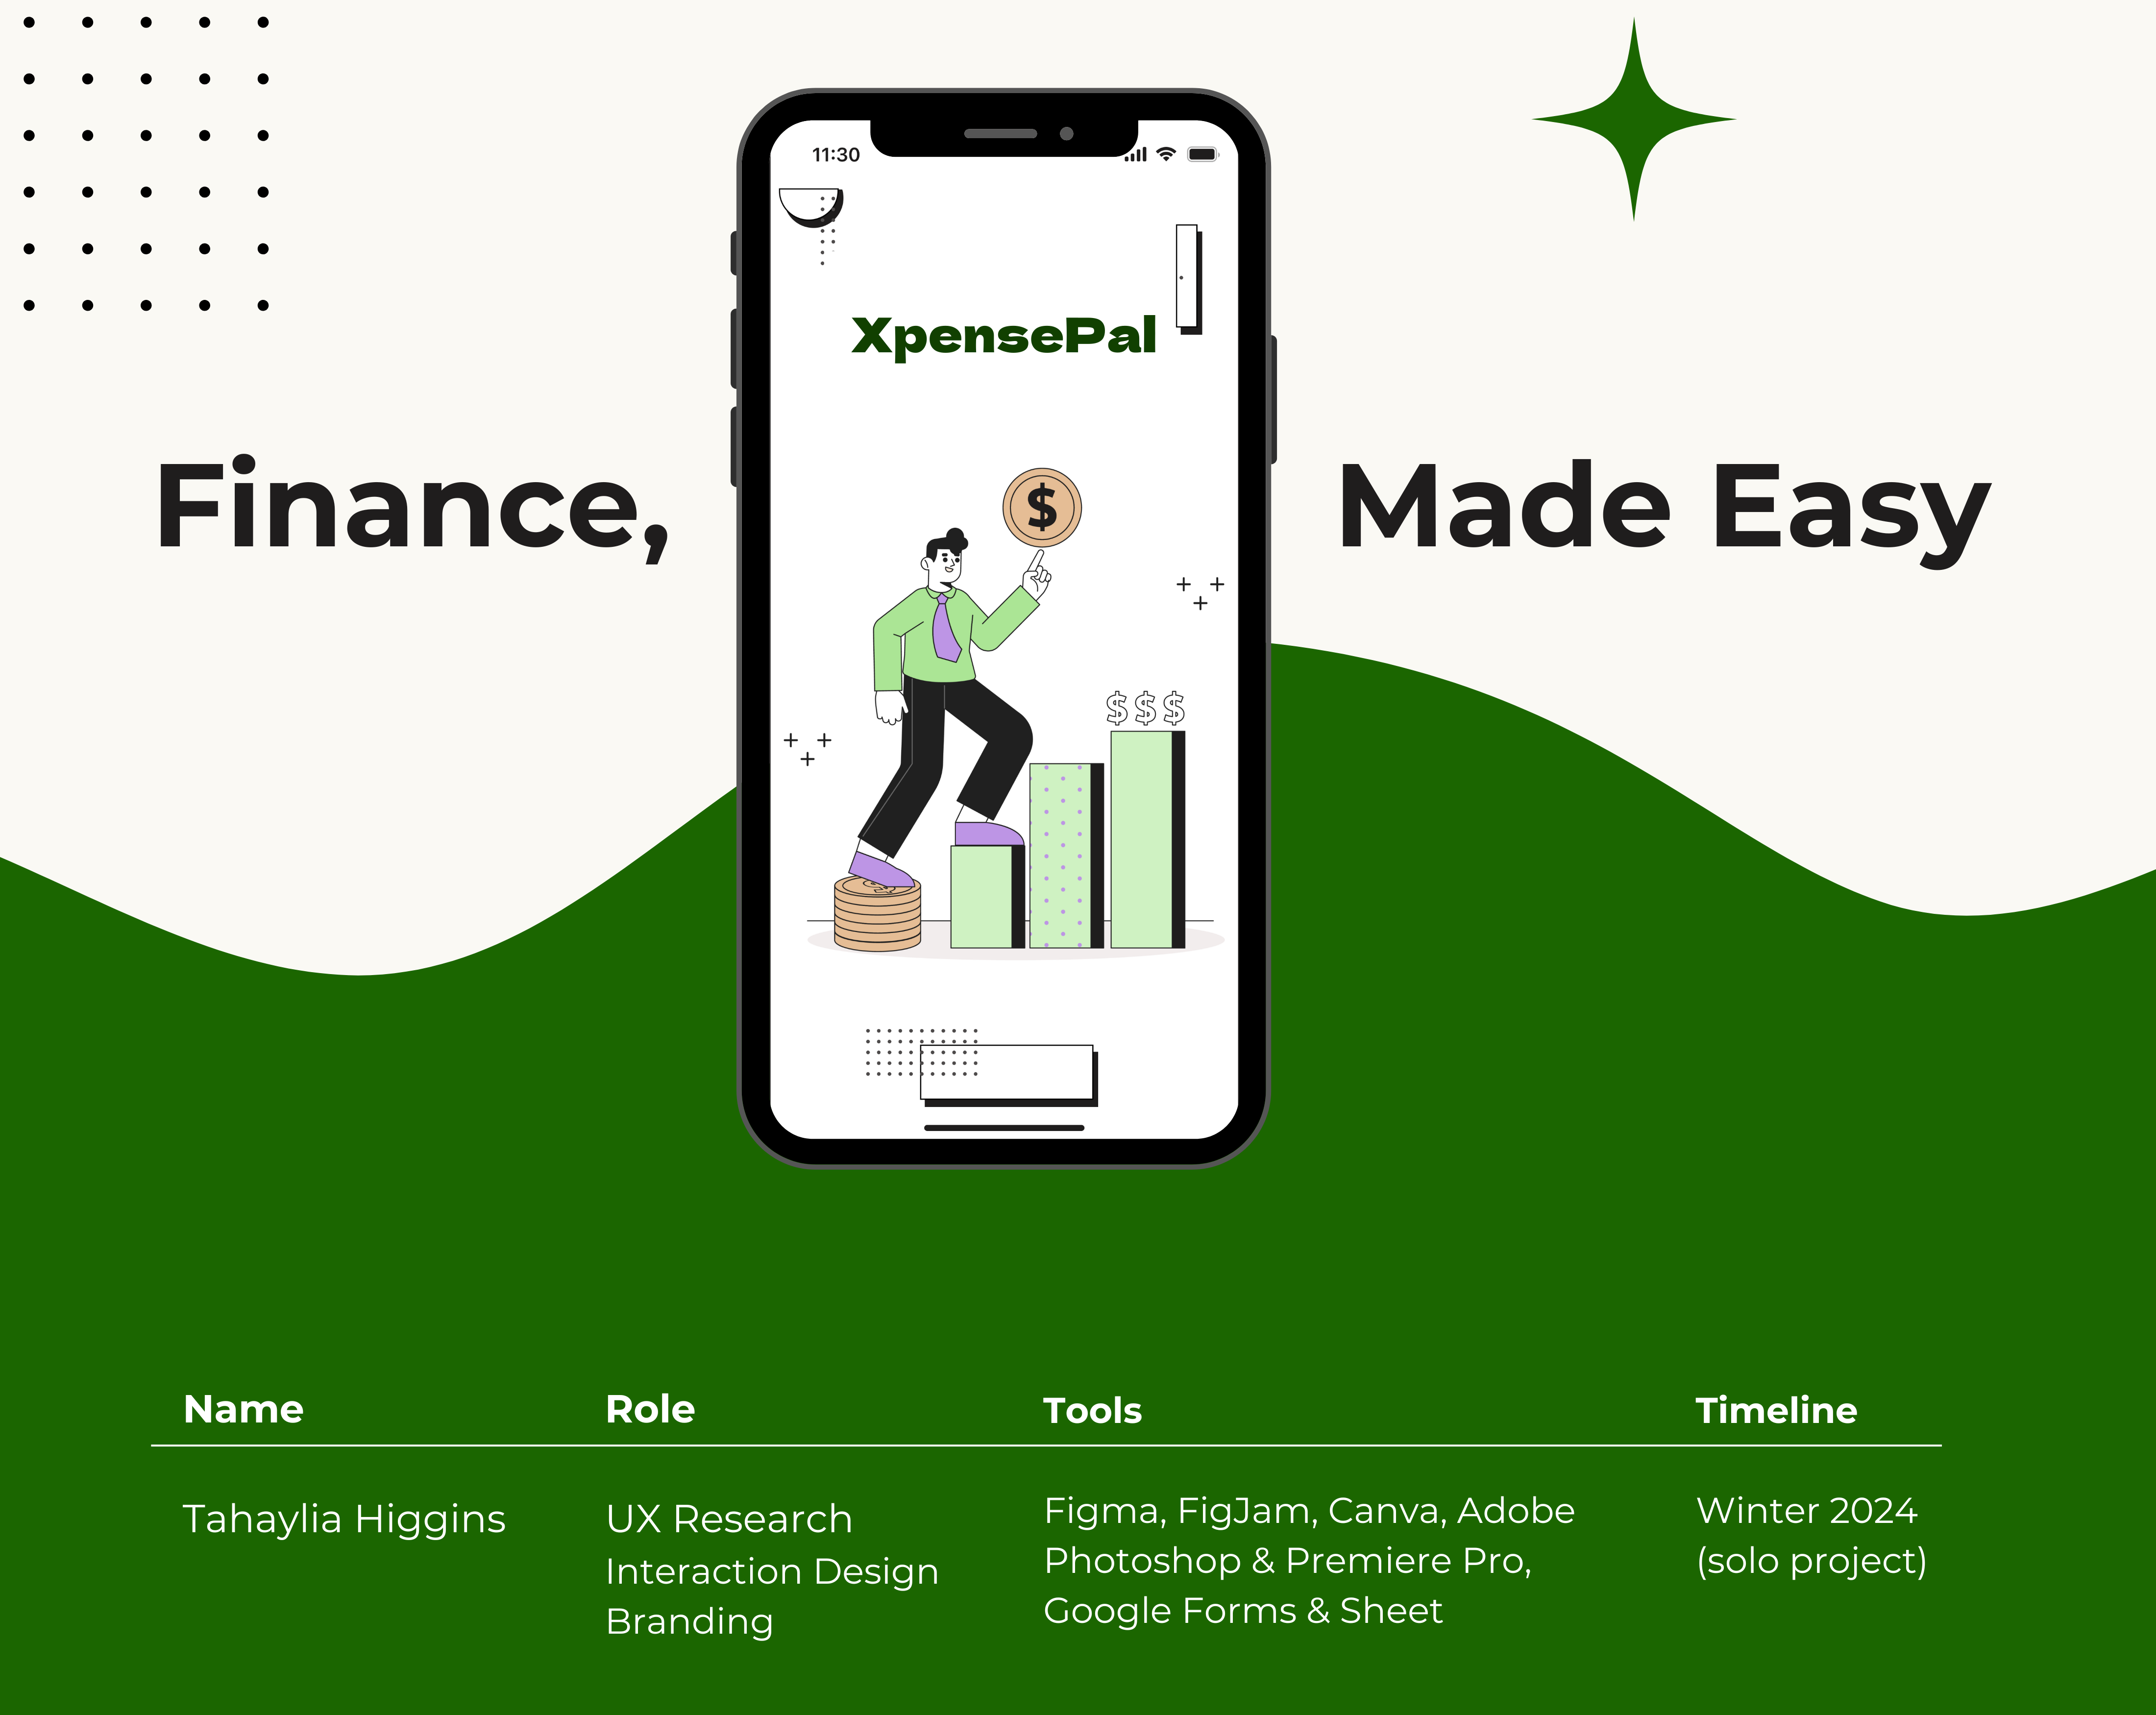 11:30
XpensePal
Finance,
Made Easy
$
$ $ $
Name
Role
Tools
Timeline
Tahaylia Higgins
UX Research
Interaction Design
Branding
Figma, FigJam, Canva, Adobe
Photoshop & Premiere Pro,
Google Forms & Sheet
Winter 2024
(solo project)